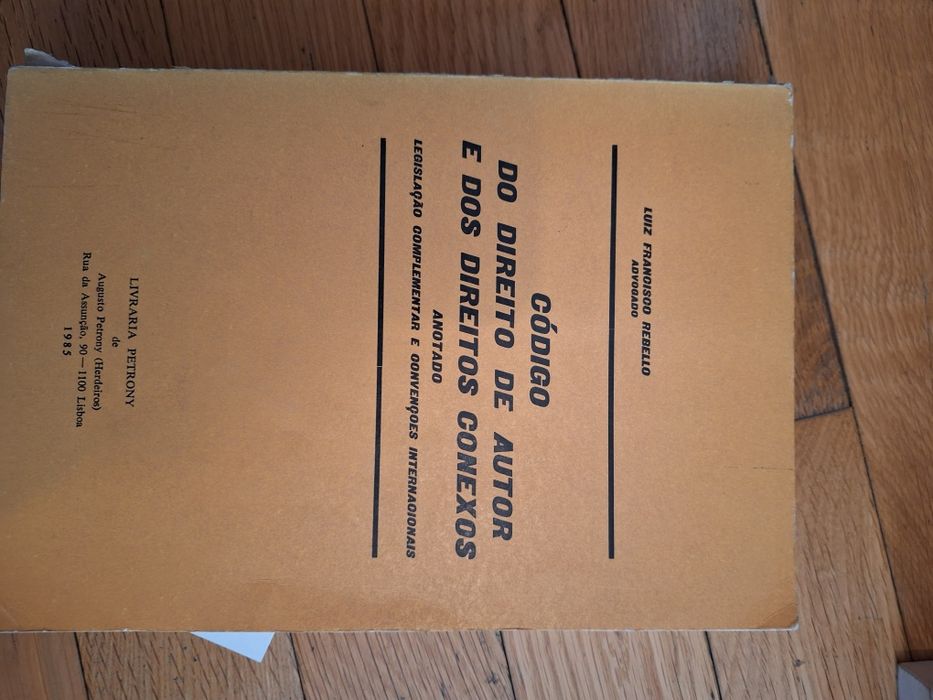 LUIZ FRANCISCO REBELLO
ADVOGADO
CÓDIGO
DO DIREITO DE AUTOR
E DOS DIREITOS CONEXOS
ANOTADO
LEGISLAÇÃO COMPLEMENTAR E CONVENÇOES INTERNACIONAIS
LIVRARIA PETRONY
de
Augusto Petrony (Herdeiros)
Rua da Assunção, 90 — 1100 Lisboa
1985